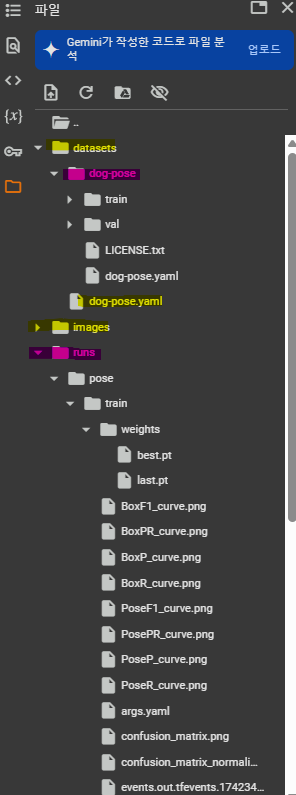 파일
Gemini가 작성한 코드로 파일 분
석
업로드
{x}
..
datasets
dog-pose
train
val
LICENSE.txt
dog-pose.yaml
dog-pose.yaml
images
runs
pose
train
weights
best.pt
last.pt
BoxF1_curve.png
BoxPR_curve.png
BoxP_curve.png
BoxR_curve.png
PoseF1_curve.png
PosePR_curve.png
PoseP_curve.png
PoseR_curve.png
args.yaml
confusion_matrix.png
confusion_matrix_normali...
events.out.tfevents.174234...